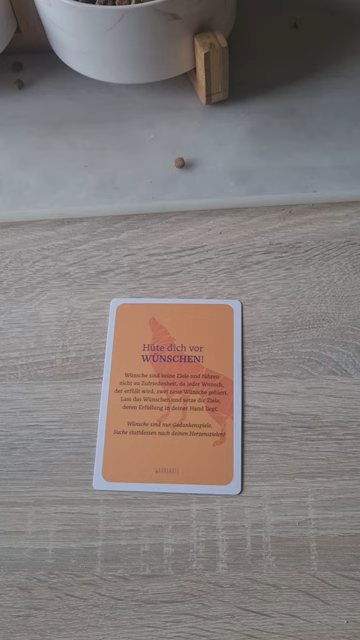 Hüte dich vor
WÜNSCHEN!
Wünsche sind keine Ziele und führen
nicht zu Zufriedenheit, da jeder Wunsch,
der erfüllt wird, zwei neue Wünsche gebiert.
Lass das Wünschen und setze dir Ziele,
deren Erfüllung in deiner Hand liegt.
Wünsche sind nur Gedankenspiele.
Suche stattdessen nach deinen Herzenszielen!